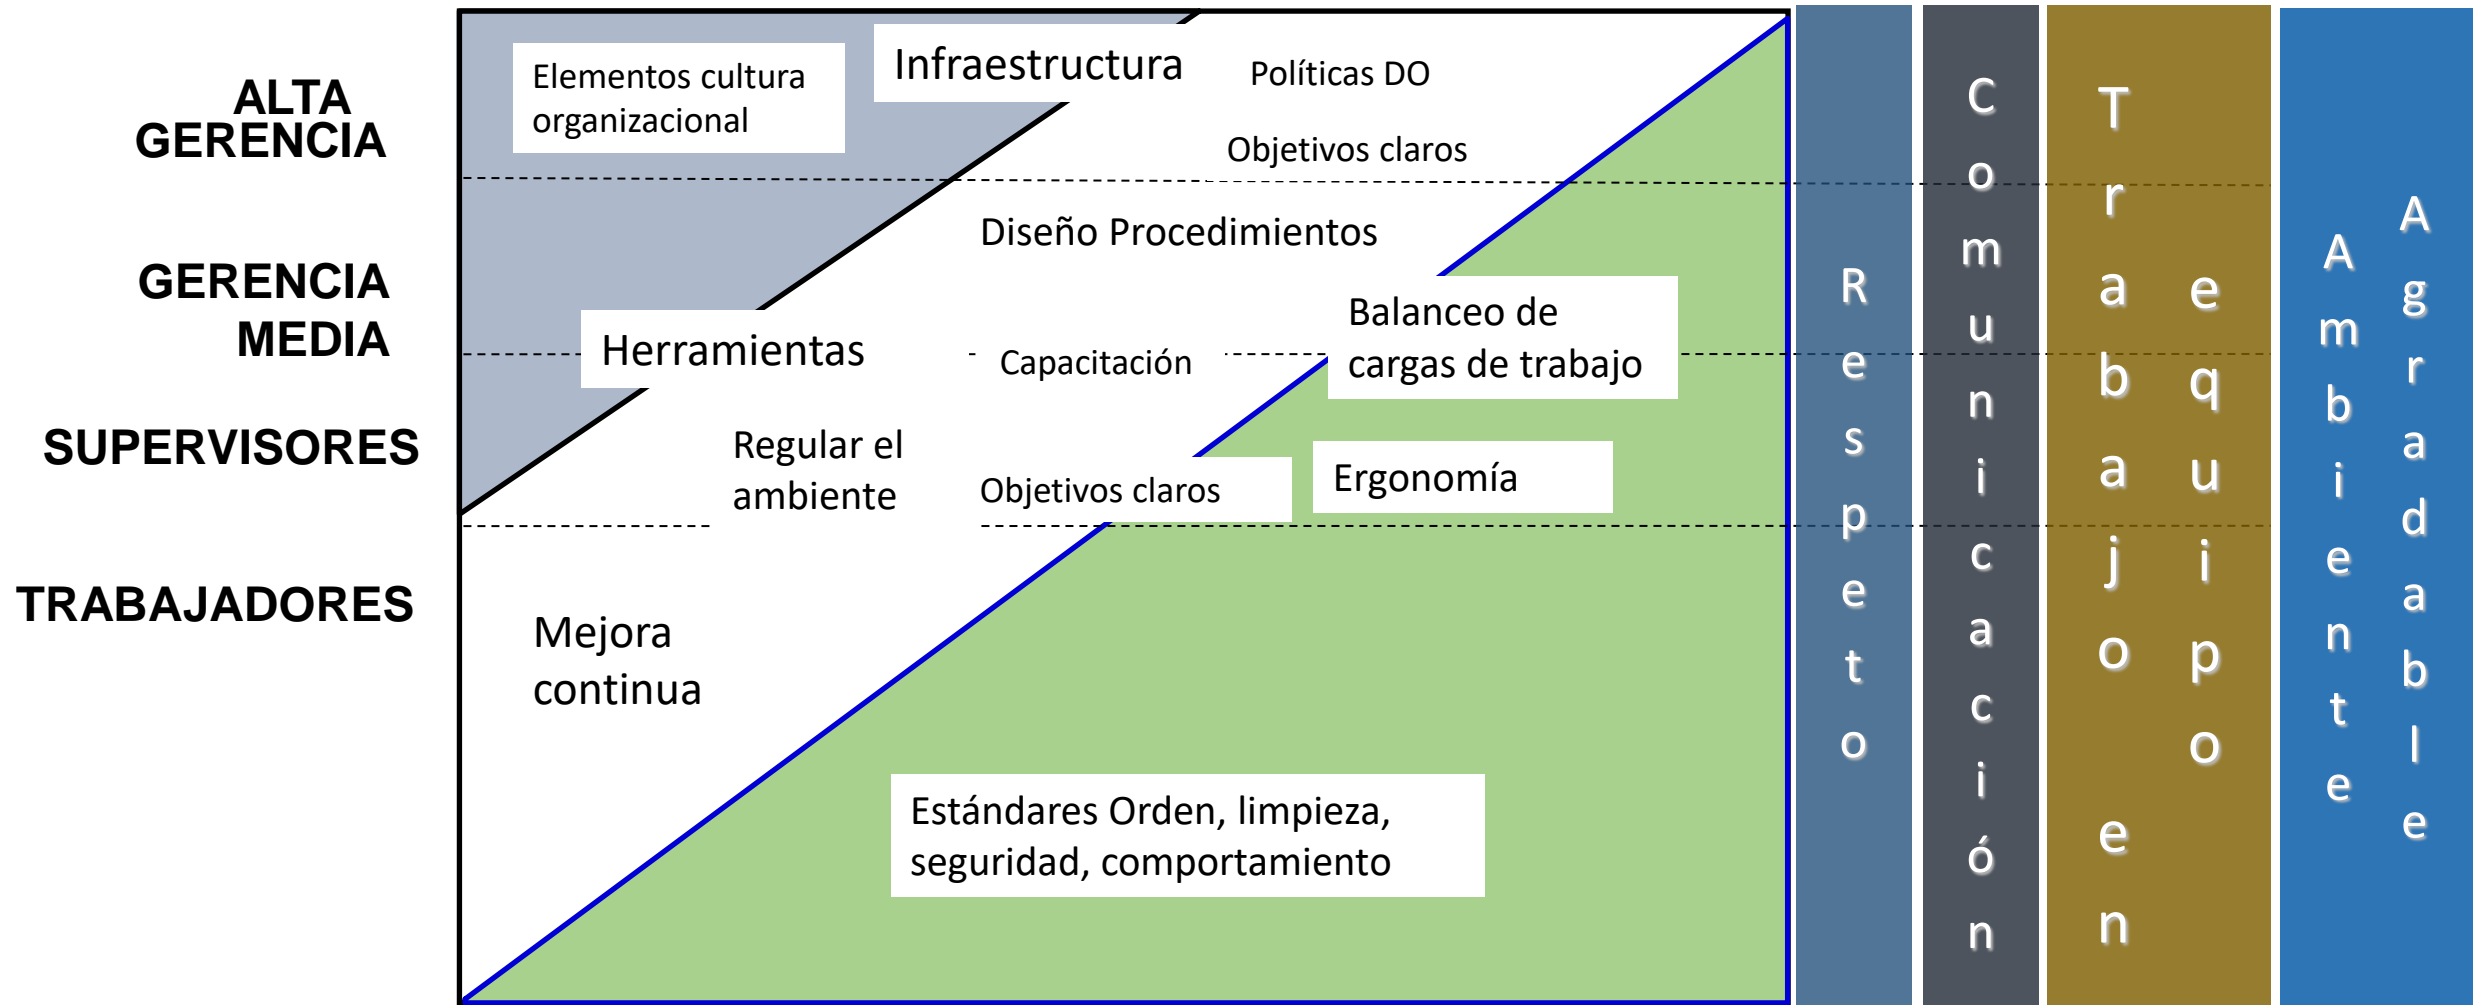 ALTA
GERENCIA
Elementos cultura
organizacional
Infraestructura
Políticas DO
Objetivos claros
GERENCIA
MEDIA
Diseño Procedimientos
Herramientas
Capacitación
Balanceo de
cargas de trabajo
SUPERVISORES
Regular el
ambiente
Objetivos claros
Ergonomía
TRABAJADORES
Mejora
continua
Estándares Orden, limpieza,
seguridad, comportamiento
Respeto
Comunicación
Trabajo en
equipo
Ambiente
Agradable